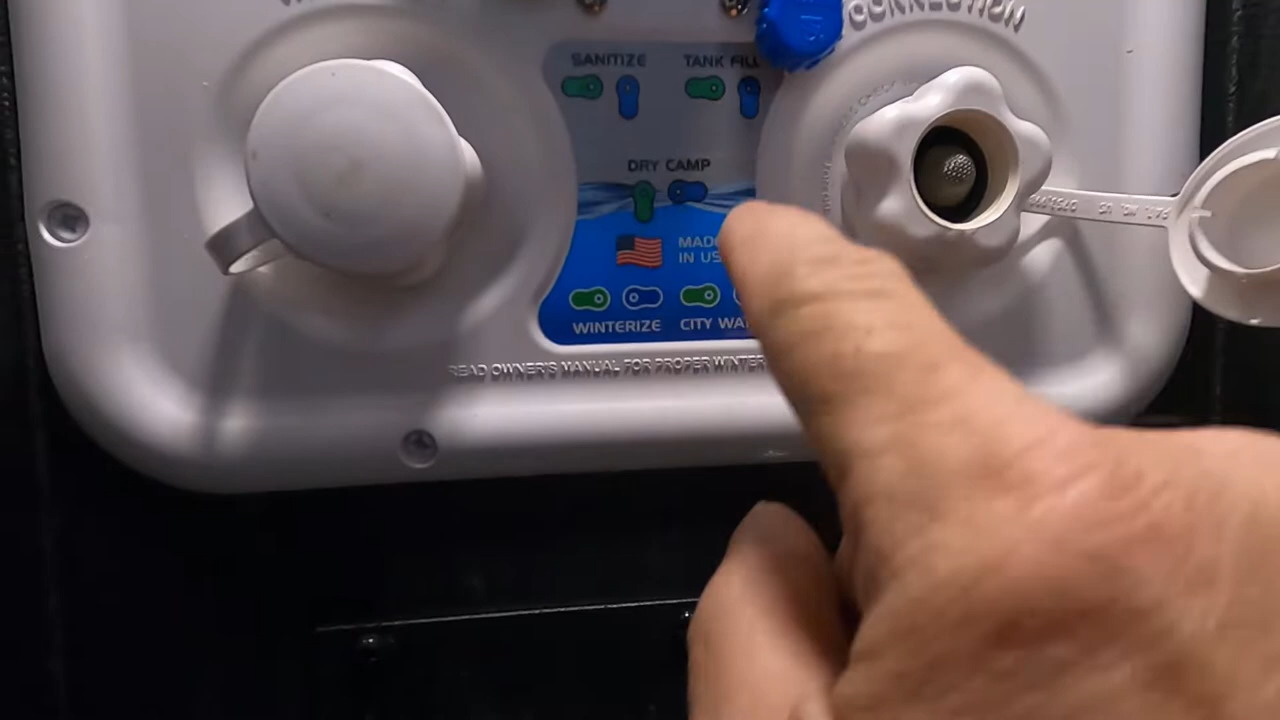 CONNECTION
SANITIZE TANK FILL
DRY CAMP
MADE
IN US
WINTERIZE CITY WA
READ OWNER'S MANUAL FOR PROPER WINTER